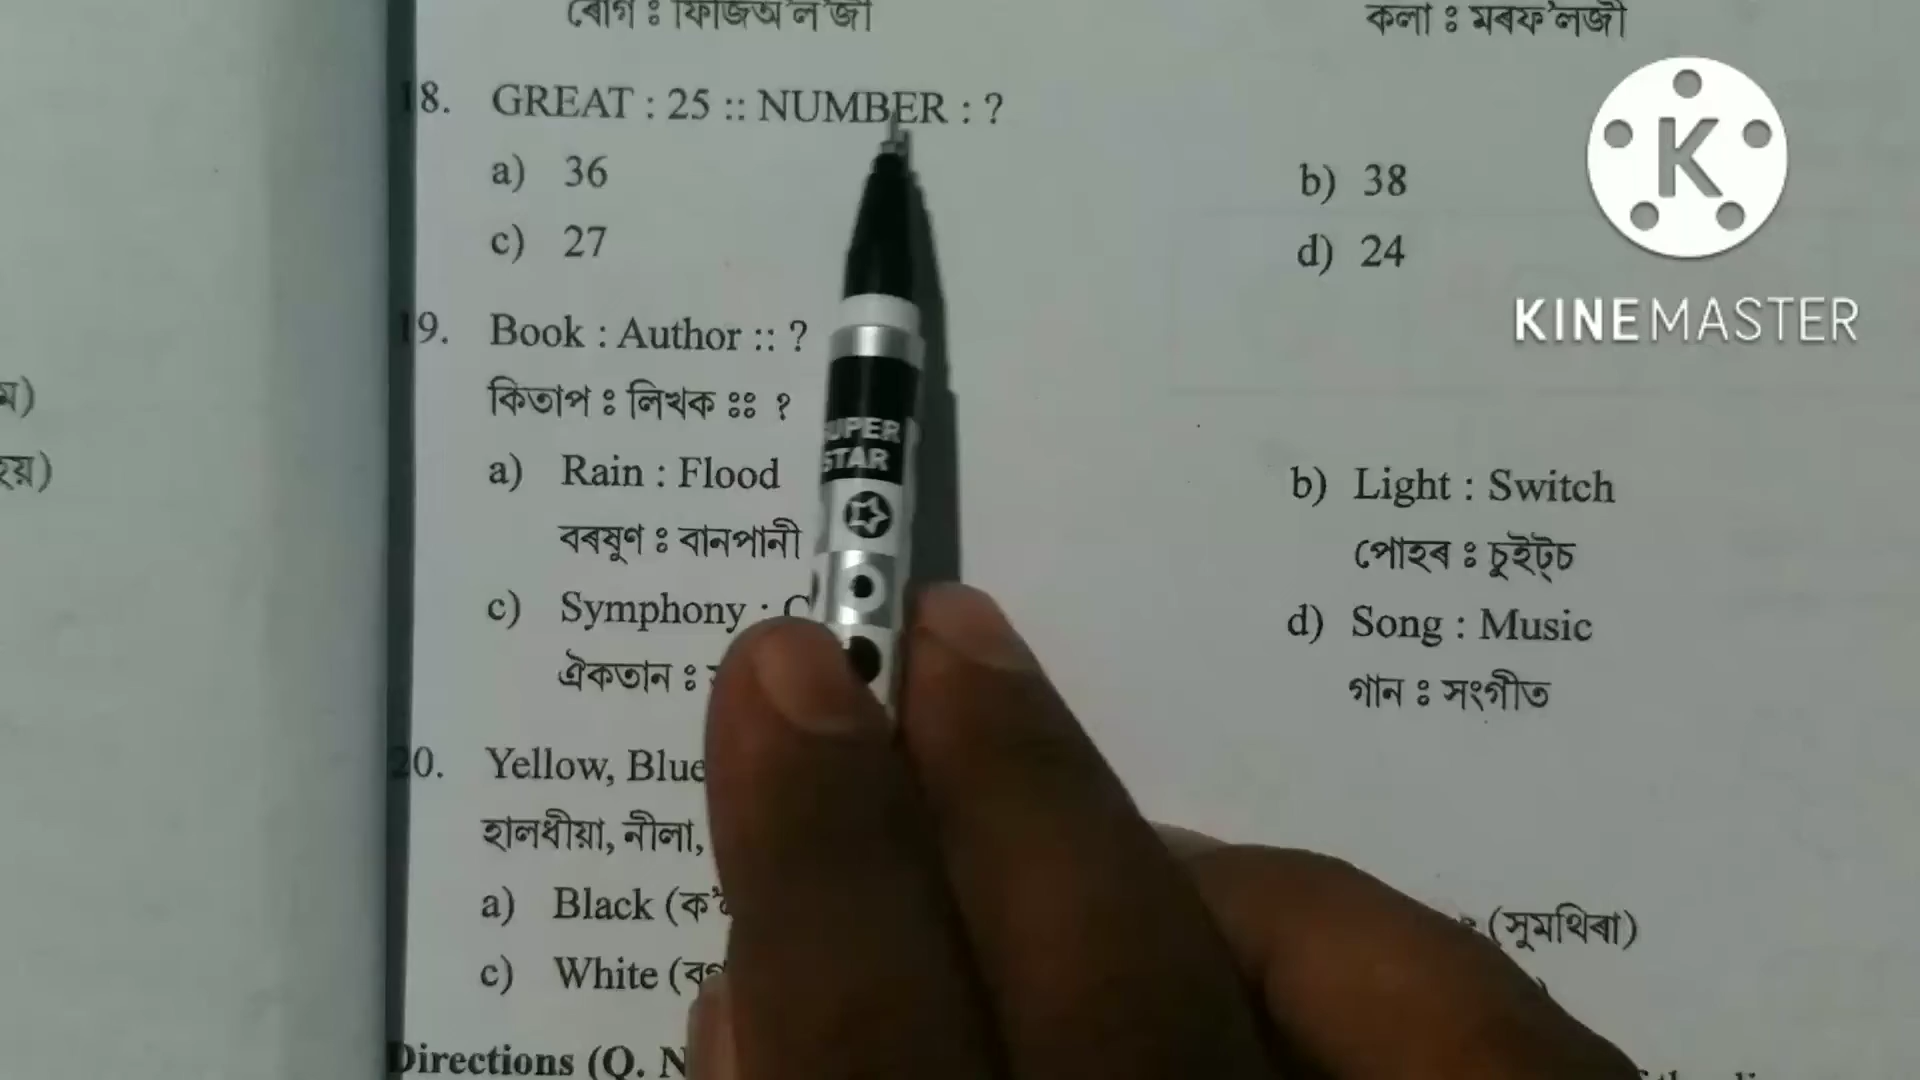 ৰোগ ঃ ফিজিঅ'ল'জী
কলা ঃ মৰফ'লজী
18. GREAT : 25 :: NUMBER : ?
a) 36
b) 38
c) 27
d) 24
19. Book : Author :: ?
কিতাপ ঃ লিখক ঃঃ ?
a) Rain : Flood
b) Light : Switch
বৰষুণ ঃ বানপানী
পোহৰ ঃ চুইট্চ
c) Symphony :
d) Song : Music
ঐকতান ঃ
গান ঃ সংগীত
20. Yellow, Blue
হালধীয়া, নীলা,
a) Black
(সুমথিৰা)
c) White
Directions (Q.
SUPER
STAR
K
KINEMASTER